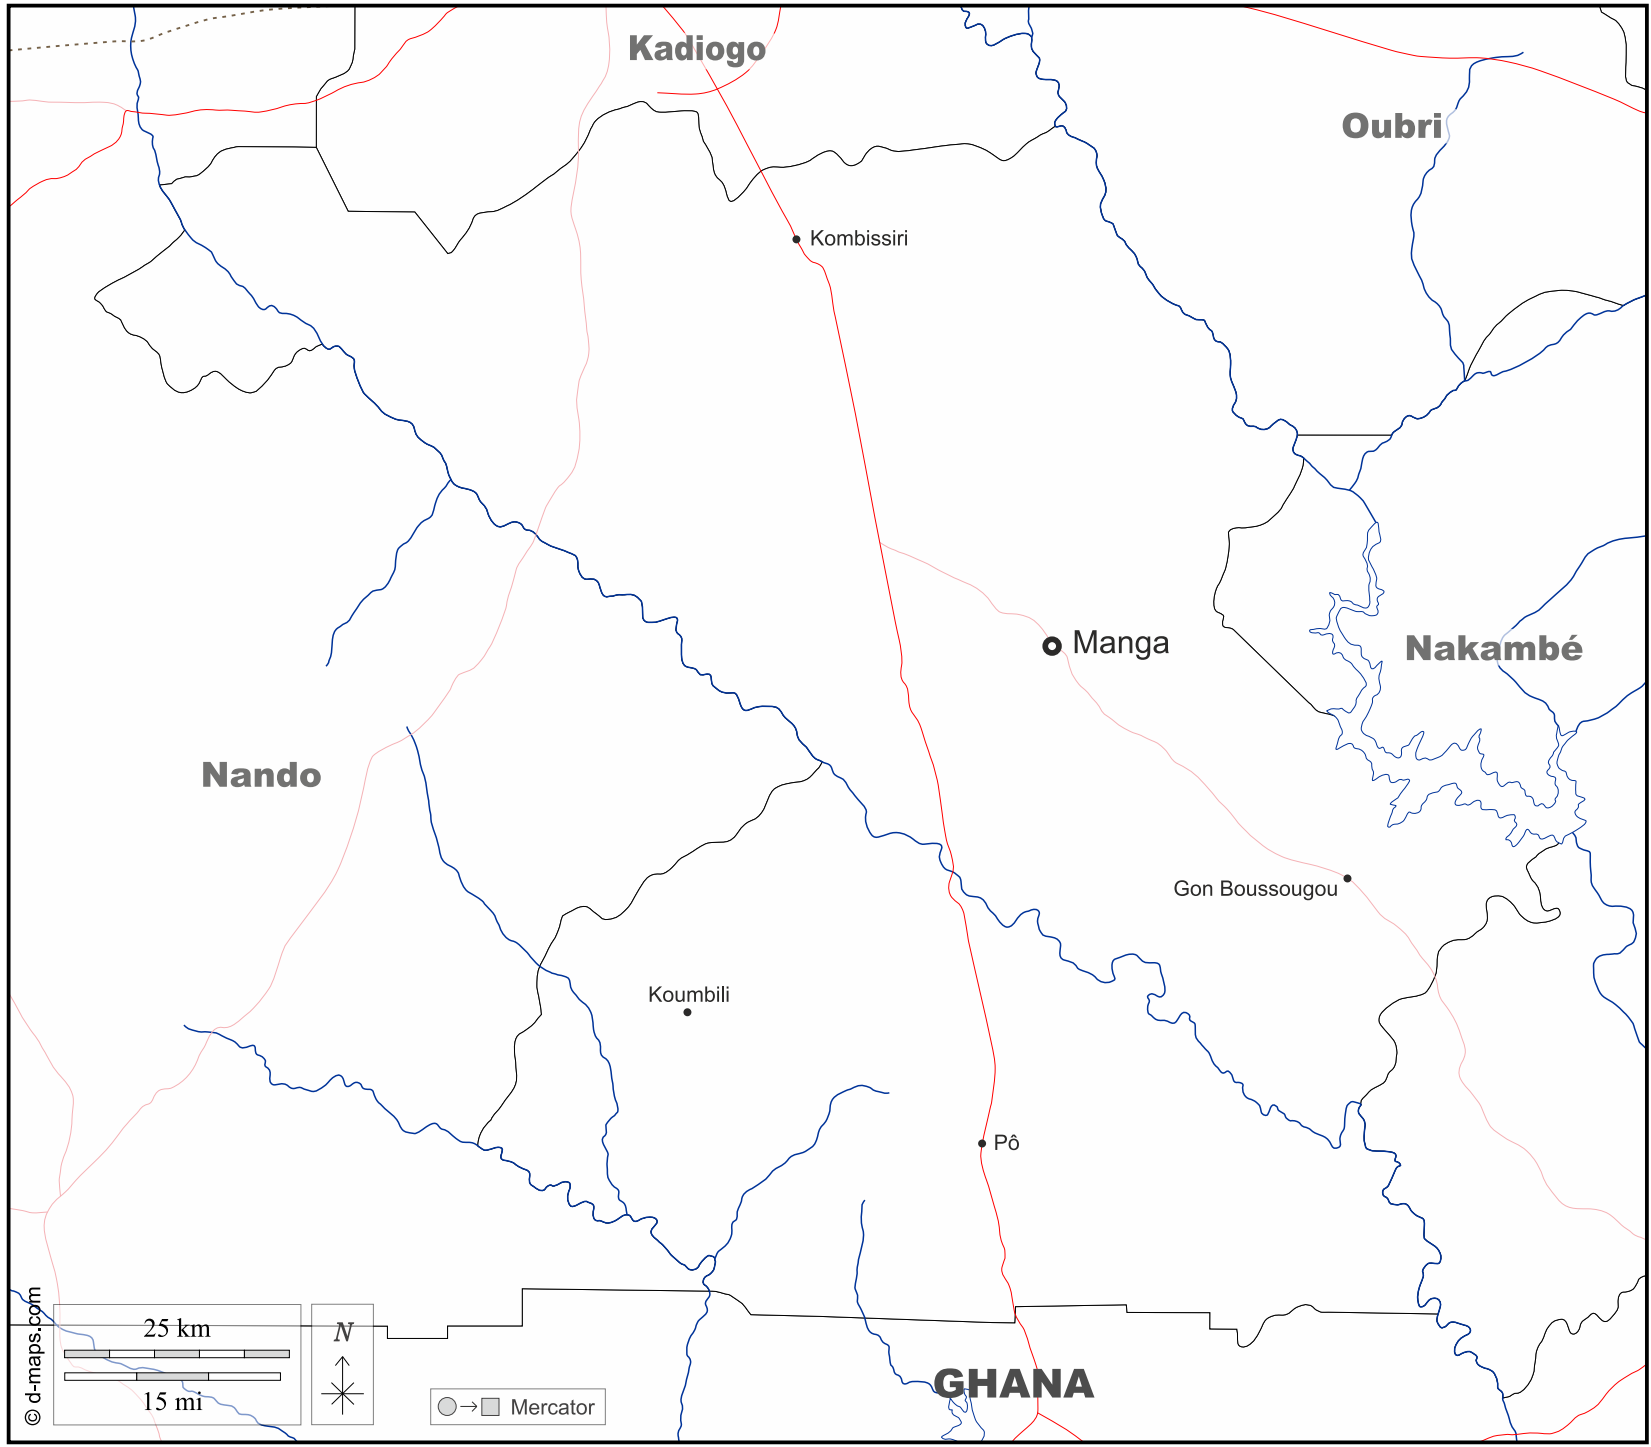 Kadiogo
Oubri
Kombissiri
Manga
Nakambé
Nando
Gon Boussougou
Koumbili
Pô
25 km
15 mi
N
Mercator
GHANA
© d-maps.com